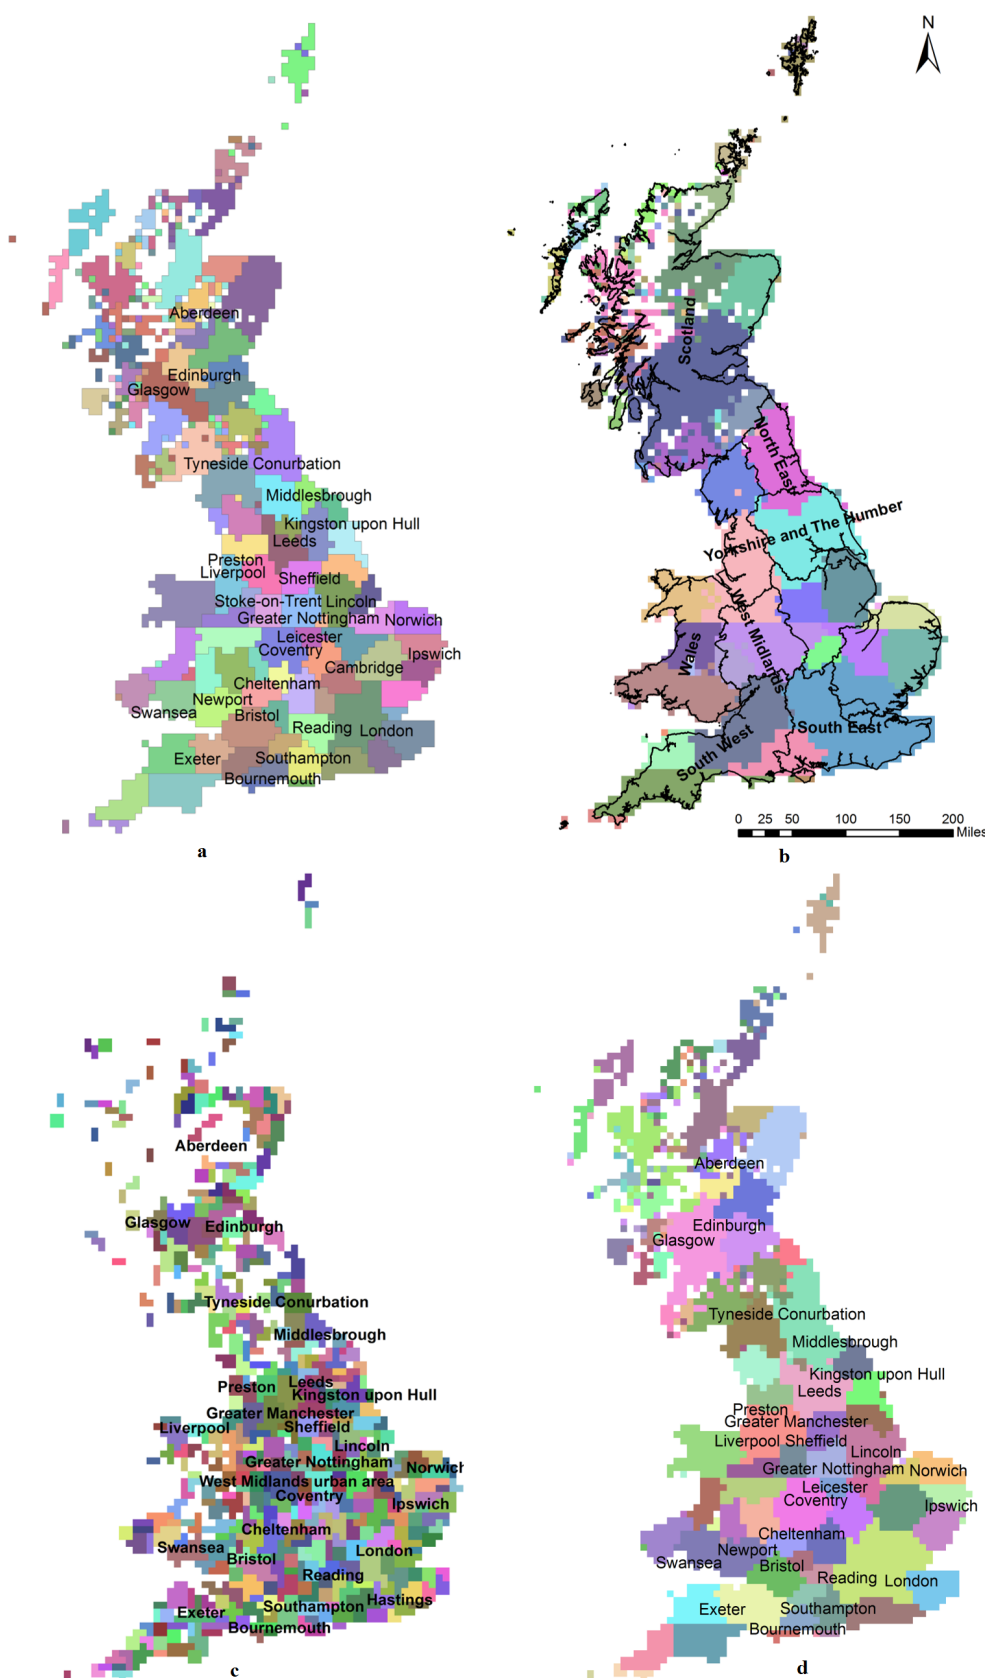 N
Aberdeen
Edinburgh
Glasgow
Tyneside Conurbation
Middlesbrough
Kingston upon Hull
Leeds
Preston
Liverpool
Sheffield
Stoke-on-Trent Lincoln
Greater Nottingham Norwich
Leicester
Coventry
Ipswich
Cambridge
Cheltenham
Newport
Swansea
Bristol
Reading London
Exeter
Southampton
Bournemouth
a
Scotland
North East
Yorkshire and The Humber
West Midlands
Wales
South East
South West
0 25 50 100 150 200
Miles
b
Aberdeen
Glasgow
Edinburgh
Tyneside Conurbation
Middlesbrough
Leeds
Preston
Kingston upon Hull
Greater Manchester
Liverpool
Sheffield
Lincoln
Greater Nottingham
Norwich
West Midlands urban area
Coventry
Ipswich
Cheltenham
Swansea
Bristol
London
Reading
Hastings
Southampton
Exeter
Bournemouth
c
Aberdeen
Edinburgh
Glasgow
Tyneside Conurbation
Middlesbrough
Kingston upon Hull
Leeds
Preston
Greater Manchester
Liverpool Sheffield
Lincoln
Greater Nottingham Norwich
Leicester
Coventry
Ipswich
Cheltenham
Newport
Swansea
Bristol
Reading London
Exeter
Southampton
Bournemouth
d